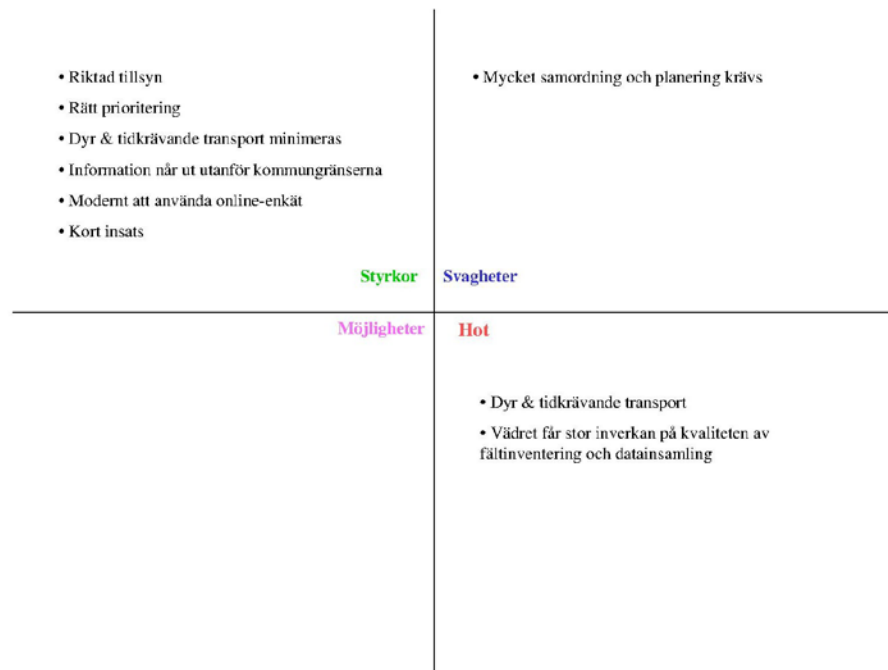 • Riktad tillsyn
• Rätt prioritering
• Dyr & tidkrävande transport minimeras
• Information når ut utanför kommungränserna
• Modernt att använda online-enkät
• Kort insats
Styrkor
• Mycket samordning och planering krävs
Svagheter
Möjligheter
Hot
• Dyr & tidkrävande transport
• Vädret får stor inverkan på kvaliteten av
fältinventering och datainsamling